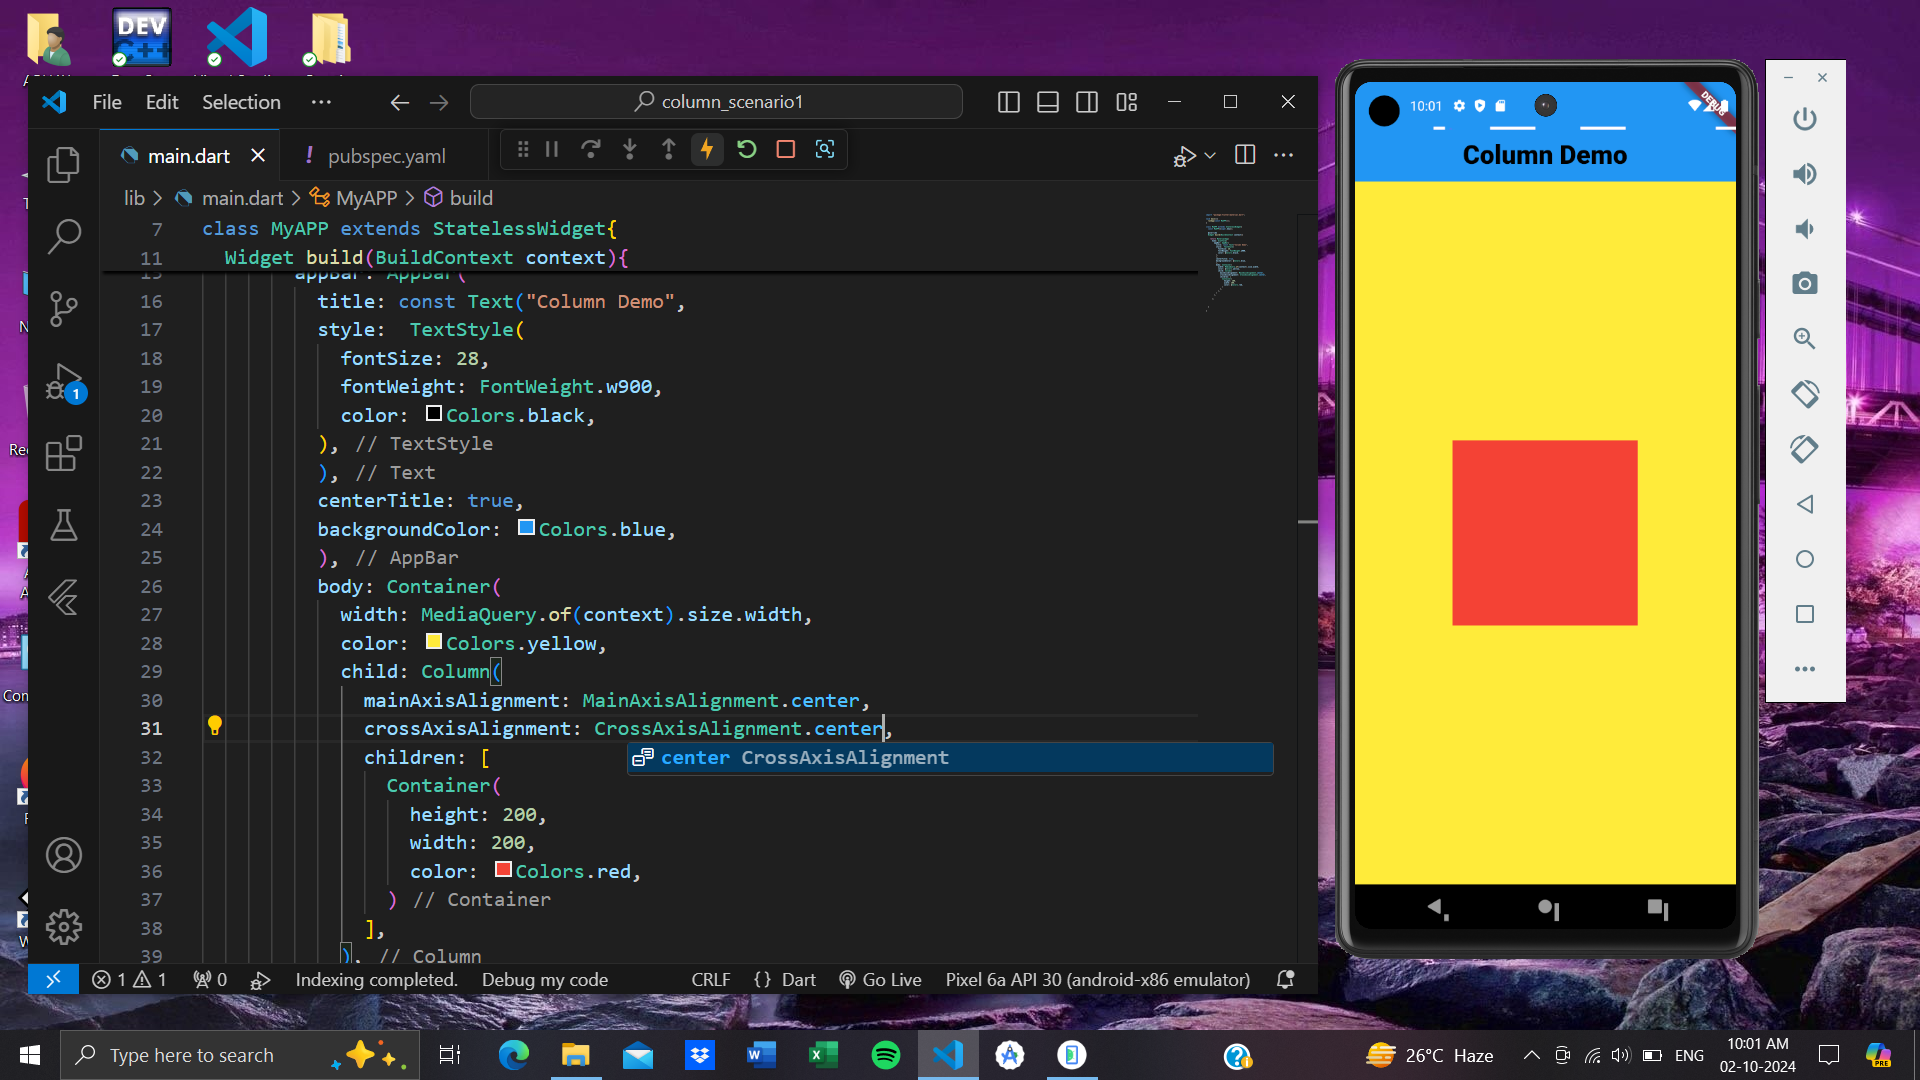 DEV
File Edit Selection ··· column_scenario1
main.dart pubspec.yaml
lib > main.dart > MyAPP > build
7 class MyAPP extends StatelessWidget{
11 Widget build(BuildContext context){
appBar: AppBar(
16 title: const Text("Column Demo",
17 style:  TextStyle(
18 fontSize: 28,
19 fontWeight: FontWeight.w900,
20 color: Colors.black,
21 ), // TextStyle
22 ), // Text
23 centerTitle: true,
24 backgroundColor: Colors.blue,
25 ), // AppBar
26 body: Container(
27 width: MediaQuery.of(context).size.width,
28 color: Colors.yellow,
29 child: Column(
30 mainAxisAlignment: MainAxisAlignment.center,
31 crossAxisAlignment: CrossAxisAlignment.center,
32 children: [
center CrossAxisAlignment
33 Container(
34 height: 200,
35 width: 200,
36 color: Colors.red,
37 ) // Container
38 ],
39 ), // Column
1
1 1 0 Indexing completed. Debug my code CRLF {} Dart Go Live Pixel 6a API 30 (android-x86 emulator)
10:01
DEBUG
Column Demo
Type here to search
26°C Haze
ENG
10:01 AM
02-10-2024
PRE